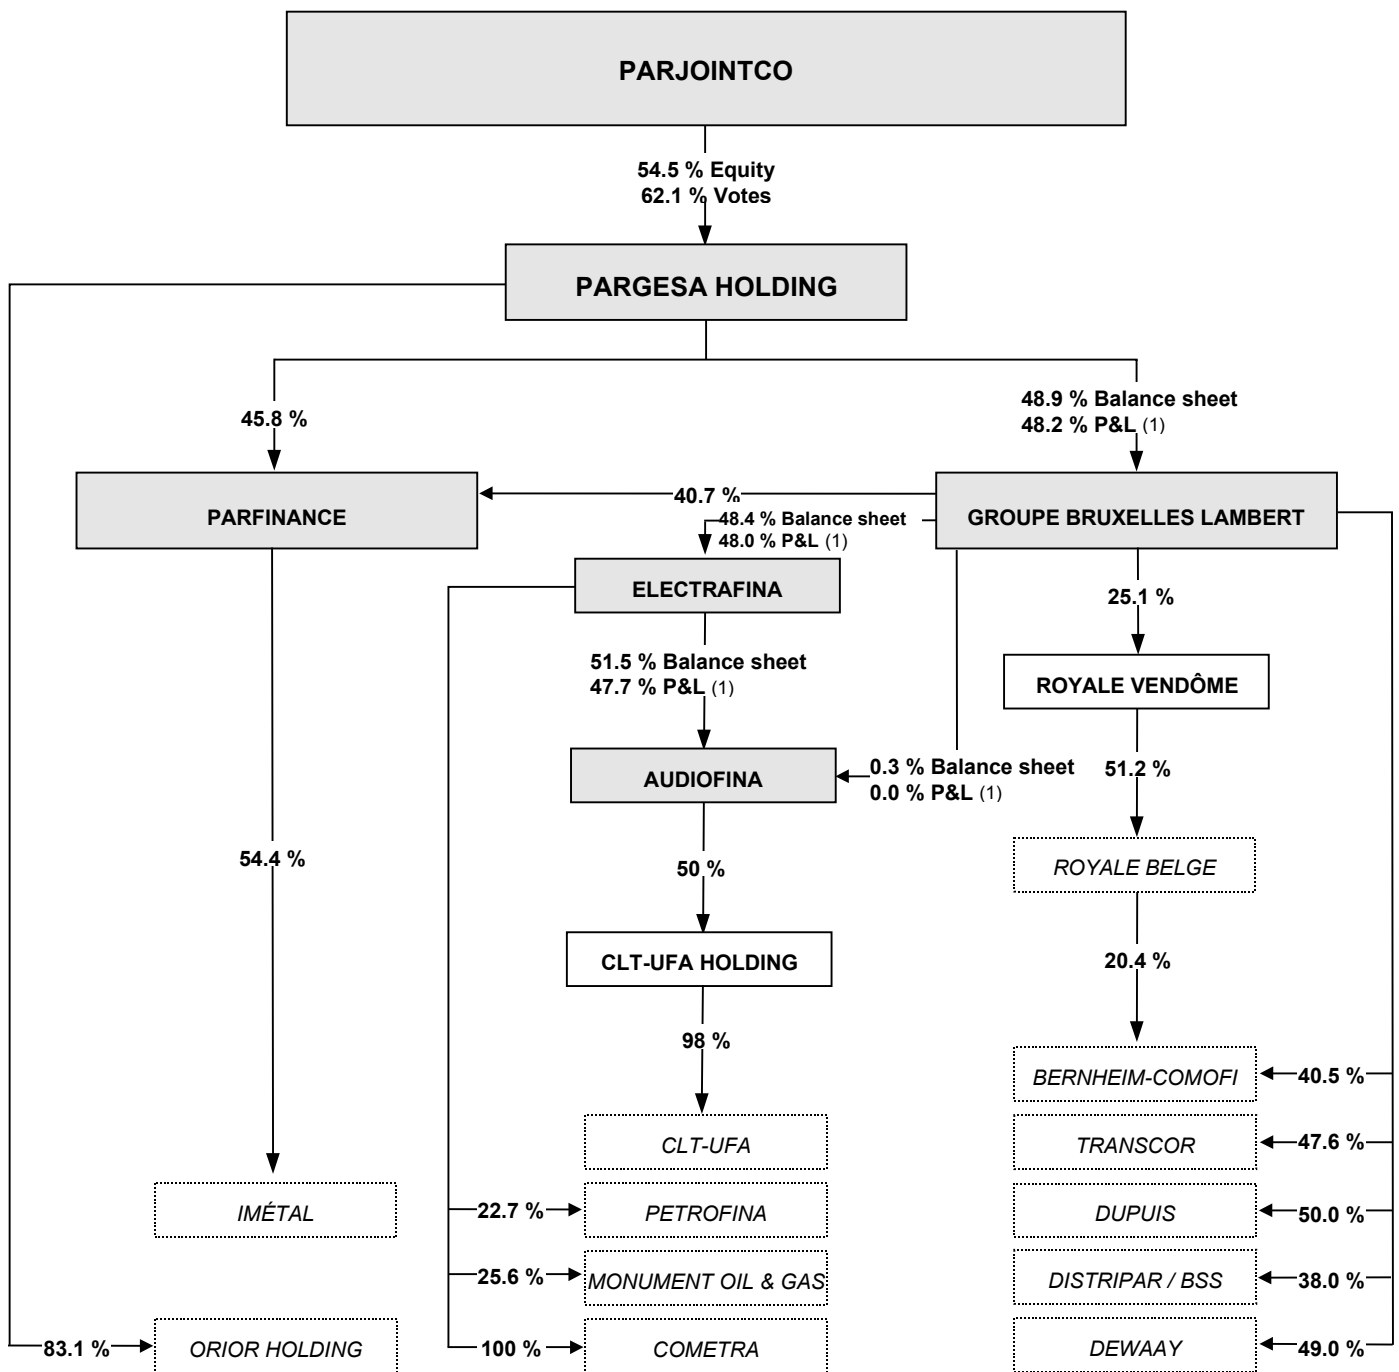 PARJOINTCO
54.5 % Equity
62.1 % Votes
PARGESA HOLDING
45.8 %
48.9 % Balance sheet
48.2 % P&L (1)
PARFINANCE
40.7 %
GROUPE BRUXELLES LAMBERT
48.4 % Balance sheet
48.0 % P&L (1)
ELECTRAFINA
25.1 %
51.5 % Balance sheet
47.7 % P&L (1)
ROYALE VENDÔME
AUDIOFINA
0.3 % Balance sheet
0.0 % P&L (1)
51.2 %
54.4 %
50 %
ROYALE BELGE
CLT-UFA HOLDING
20.4 %
98 %
BERNHEIM-COMOFI
40.5 %
CLT-UFA
TRANSCOR
47.6 %
IMÉTAL
22.7 %
PETROFINA
DUPUIS
50.0 %
25.6 %
MONUMENT OIL & GAS
DISTRIPAR / BSS
38.0 %
83.1 %
ORIOR HOLDING
100 %
COMETRA
DEWAAY
49.0 %